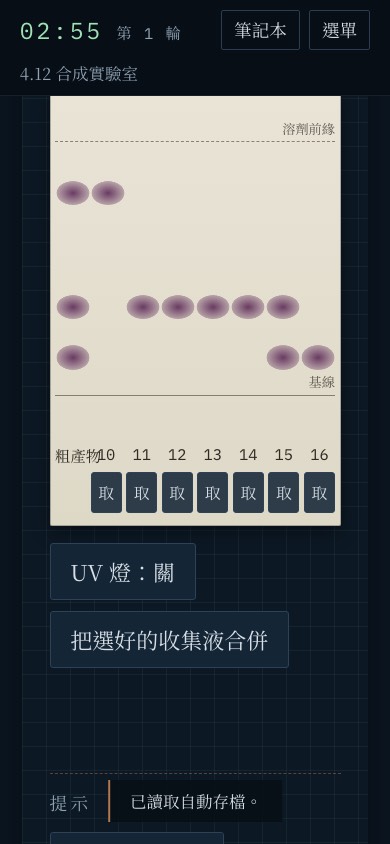 02:55 第 1 輪 筆記本 選單
4.12 合成實驗室
溶劑前緣
基線
粗產物 10 11 12 13 14 15 16
取 取 取 取 取 取 取
UV 燈：關
把選好的收集液合併
提示 已讀取自動存檔。